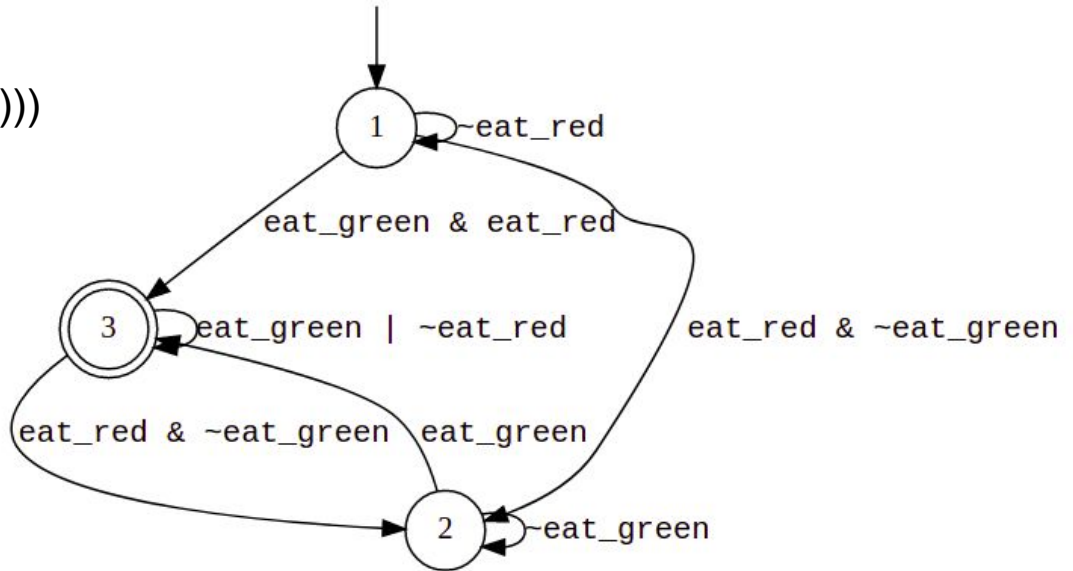 )))
1
~eat_red
eat_green & eat_red
3
eat_green | ~eat_red
eat_red & ~eat_green
eat_red & ~eat_green
eat_green
2
~eat_green